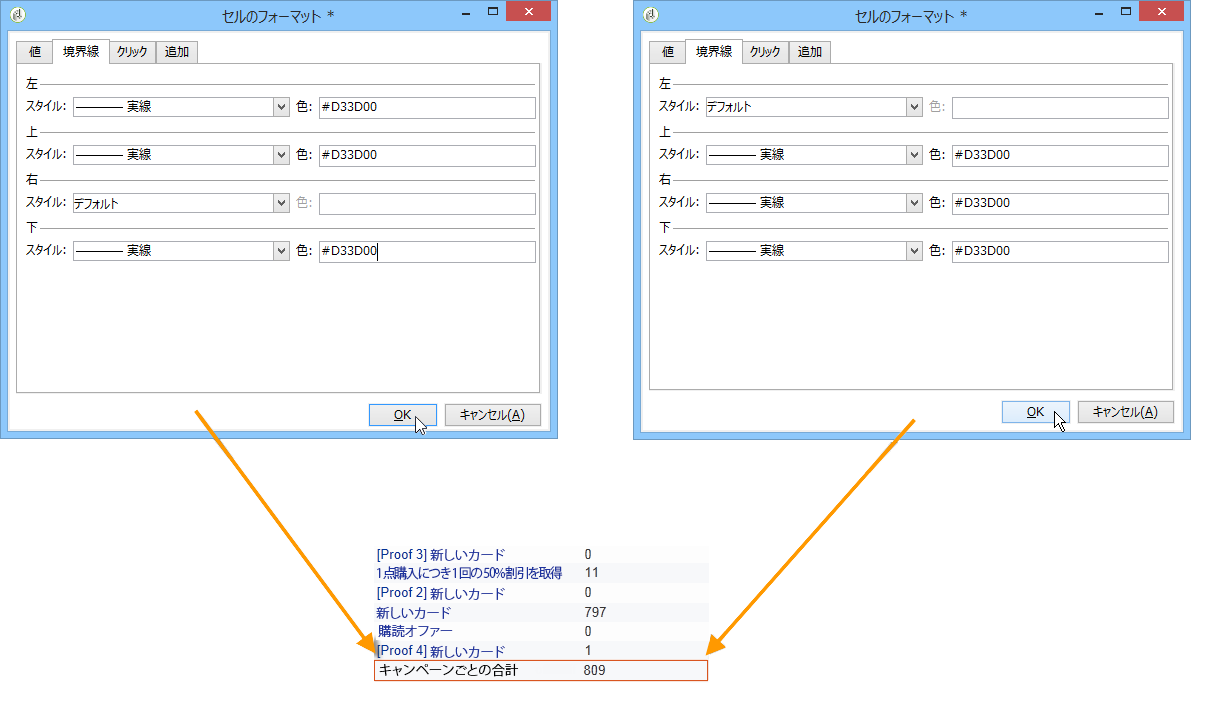 セルのフォーマット *
値 境界線 クリック 追加
左
スタイル: 実線 色: #D33D00
上
スタイル: 実線 色: #D33D00
右
スタイル: デフォルト 色:
下
スタイル: 実線 色: #D33D00
OK キャンセル(A)
セルのフォーマット *
値 境界線 クリック 追加
左
スタイル: デフォルト 色:
上
スタイル: 実線 色: #D33D00
右
スタイル: 実線 色: #D33D00
下
スタイル: 実線 色: #D33D00
OK キャンセル(A)
[Proof 3] 新しいカード 0
1点購入につき1回の50%割引を取得 11
[Proof 2] 新しいカード 0
新しいカード 797
購読オファー 0
[Proof 4] 新しいカード 1
キャンペーンごとの合計 809